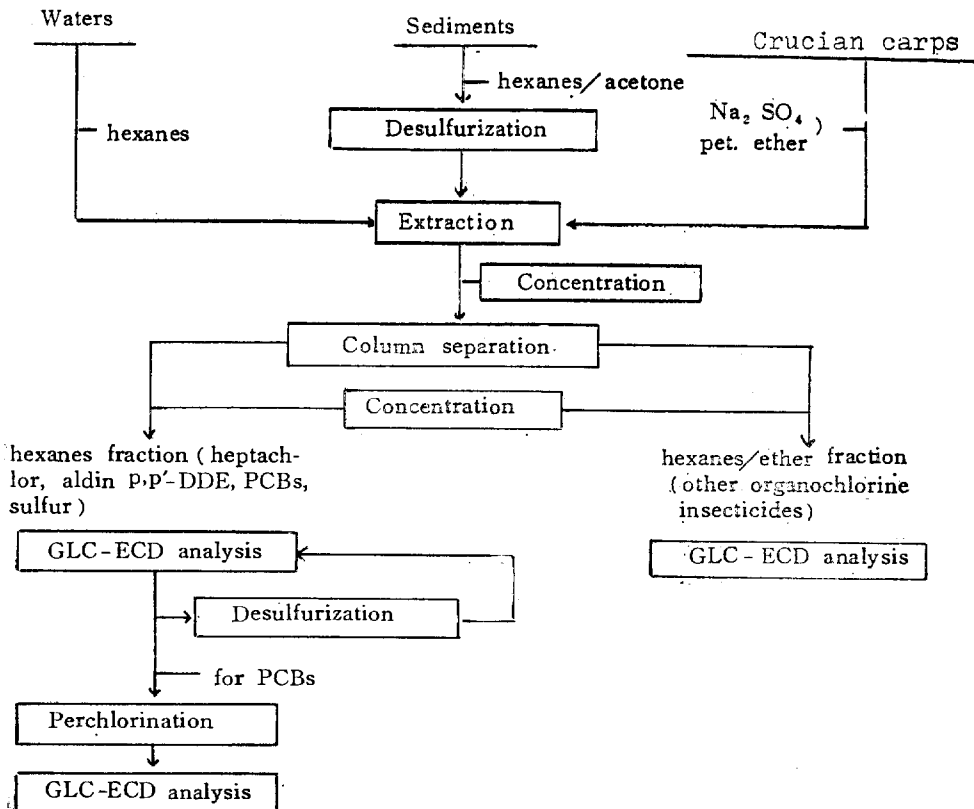 Waters
Sediments
Crucian carps
hexanes/acetone
hexanes
Desulfurization
Na₂ SO₄ )
pet. ether
Extraction
Concentration
Column separation
Concentration
hexanes fraction ( heptach-
lor, aldin p,p′-DDE, PCBs,
sulfur )
hexanes/ether fraction
( other organochlorine
insecticides )
GLC-ECD analysis
GLC-ECD analysis
Desulfurization
for PCBs
Perchlorination
GLC-ECD analysis